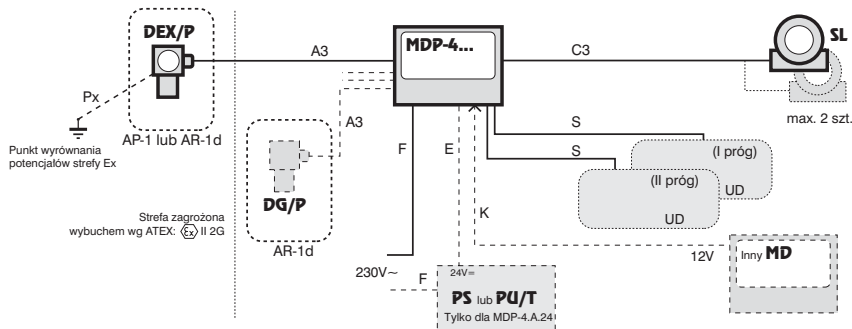 DEX/P
A3
MDP-4...
C3
SL
max. 2 szt.
Px
AP-1 lub AR-1d
Punkt wyrównania
potencjałów strefy Ex
A3
DG/P
AR-1d
Strefa zagrożona
wybuchem wg ATEX: Ex II 2G
F
E
S
S
K
(I próg)
UD
(II próg)
UD
230V~
F
24V=
PS lub PU/T
Tylko dla MDP-4.A.24
12V
Inny MD